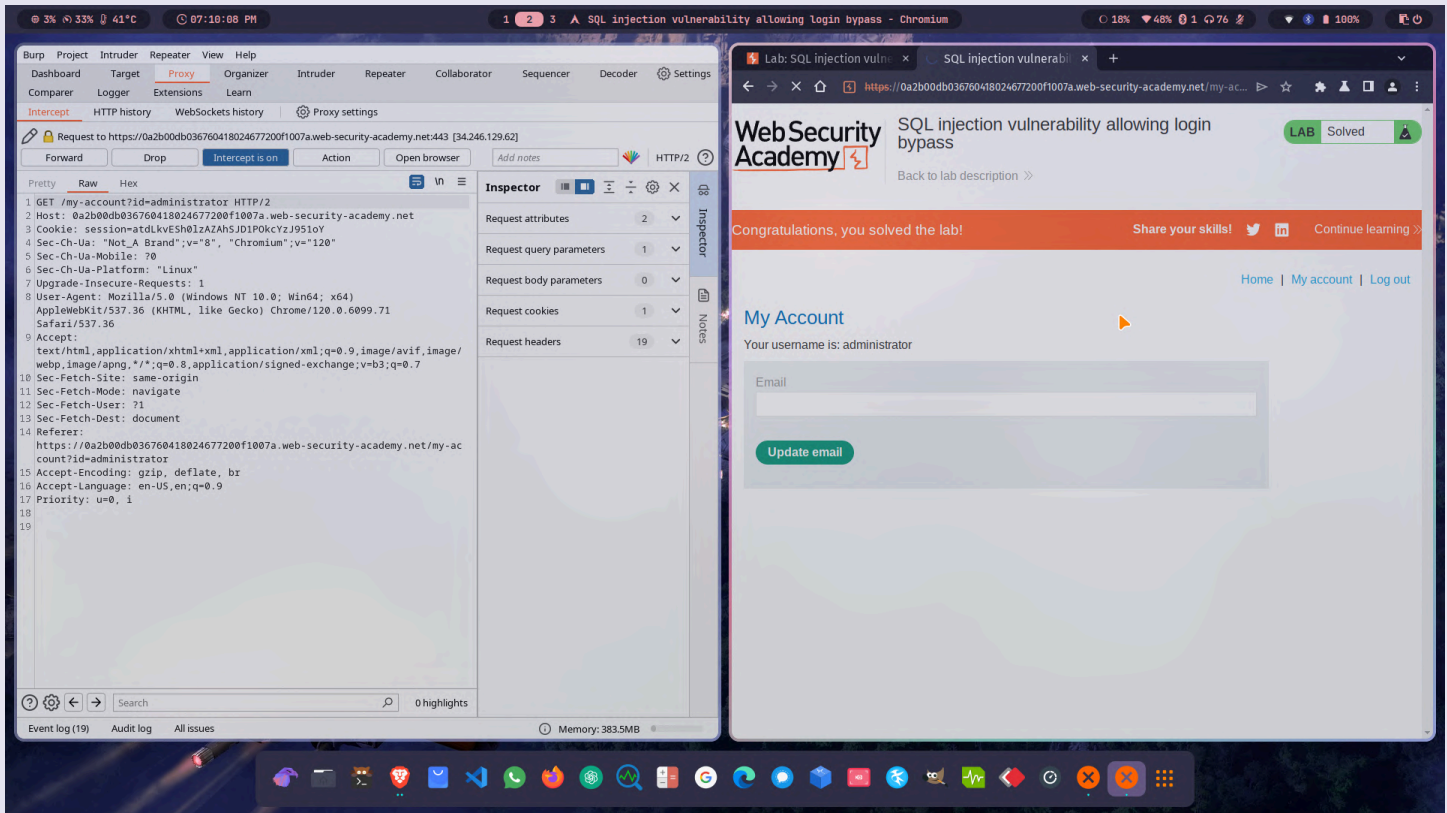 3% 33% 41°C 07:10:08 PM 1 2 3 SQL injection vulnerability allowing login bypass - Chromium 18% 48% 1 76 100%
Burp Project Intruder Repeater View Help
Dashboard Target Proxy Organizer Intruder Repeater Collaborator Sequencer Decoder Settings
Comparer Logger Extensions Learn
Intercept HTTP history WebSockets history Proxy settings
Request to https://0a2b00db036760418024677200f1007a.web-security-academy.net:443 [34.246.129.62]
Forward Drop Intercept is on Action Open browser Add notes HTTP/2
Pretty Raw Hex \n
1 GET /my-account?id=administrator HTTP/2
2 Host: 0a2b00db036760418024677200f1007a.web-security-academy.net
3 Cookie: session=atdLkvESh0lzAZAhSJD1POkcYzJ951oY
4 Sec-Ch-Ua: "Not_A Brand";v="8", "Chromium";v="120"
5 Sec-Ch-Ua-Mobile: ?0
6 Sec-Ch-Ua-Platform: "Linux"
7 Upgrade-Insecure-Requests: 1
8 User-Agent: Mozilla/5.0 (Windows NT 10.0; Win64; x64)
AppleWebKit/537.36 (KHTML, like Gecko) Chrome/120.0.6099.71
Safari/537.36
9 Accept:
text/html,application/xhtml+xml,application/xml;q=0.9,image/avif,image/
webp,image/apng,*/*;q=0.8,application/signed-exchange;v=b3;q=0.7
10 Sec-Fetch-Site: same-origin
11 Sec-Fetch-Mode: navigate
12 Sec-Fetch-User: ?1
13 Sec-Fetch-Dest: document
14 Referer:
https://0a2b00db036760418024677200f1007a.web-security-academy.net/my-ac
count?id=administrator
15 Accept-Encoding: gzip, deflate, br
16 Accept-Language: en-US,en;q=0.9
17 Priority: u=0, i
18
19
Inspector
Request attributes 2
Request query parameters 1
Request body parameters 0
Request cookies 1
Request headers 19
Inspector
Notes
Search 0 highlights
Event log (19) Audit log All issues Memory: 383.5MB
Lab: SQL injection vulne SQL injection vulnerabil
https://0a2b00db036760418024677200f1007a.web-security-academy.net/my-ac...
Web Security
Academy
SQL injection vulnerability allowing login
bypass
Back to lab description
LAB Solved
Congratulations, you solved the lab! Share your skills! Continue learning
Home | My account | Log out
My Account
Your username is: administrator
Email
Update email